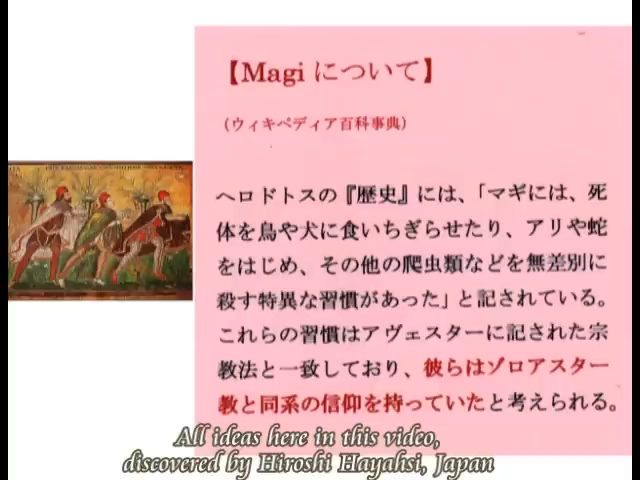 【Magi について】
（ウィキペディア百科事典）
ヘロドトスの『歴史』には、「マギには、死
体を鳥や犬に食いちぎらせたり、アリや蛇
をはじめ、その他の爬虫類などを無差別に
殺す特異な習慣があった」と記されている。
これらの習慣はアヴェスターに記された宗
教法と一致しており、彼らはゾロアスター
教と同系の信仰を持っていたと考えられる。
All ideas here in this video,
discovered by Hiroshi Hayahsi, Japan